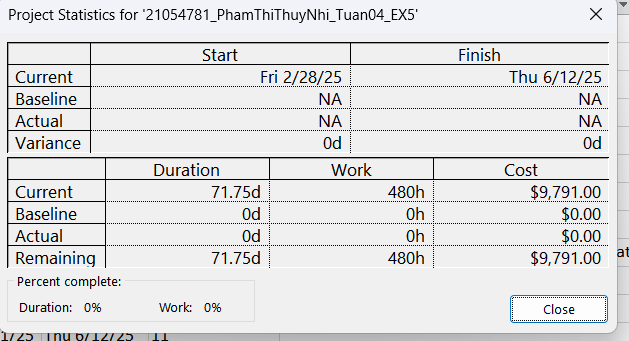 Project Statistics for '21054781_PhamThiThuyNhi_Tuan04_EX5'
Start Finish
Current Fri 2/28/25 Thu 6/12/25
Baseline NA NA
Actual NA NA
Variance 0d 0d
Duration Work Cost
Current 71.75d 480h $9,791.00
Baseline 0d 0h $0.00
Actual 0d 0h $0.00
Remaining 71.75d 480h $9,791.00
Percent complete:
Duration: 0% Work: 0%
Close
1/25 Thu 6/12/25 11